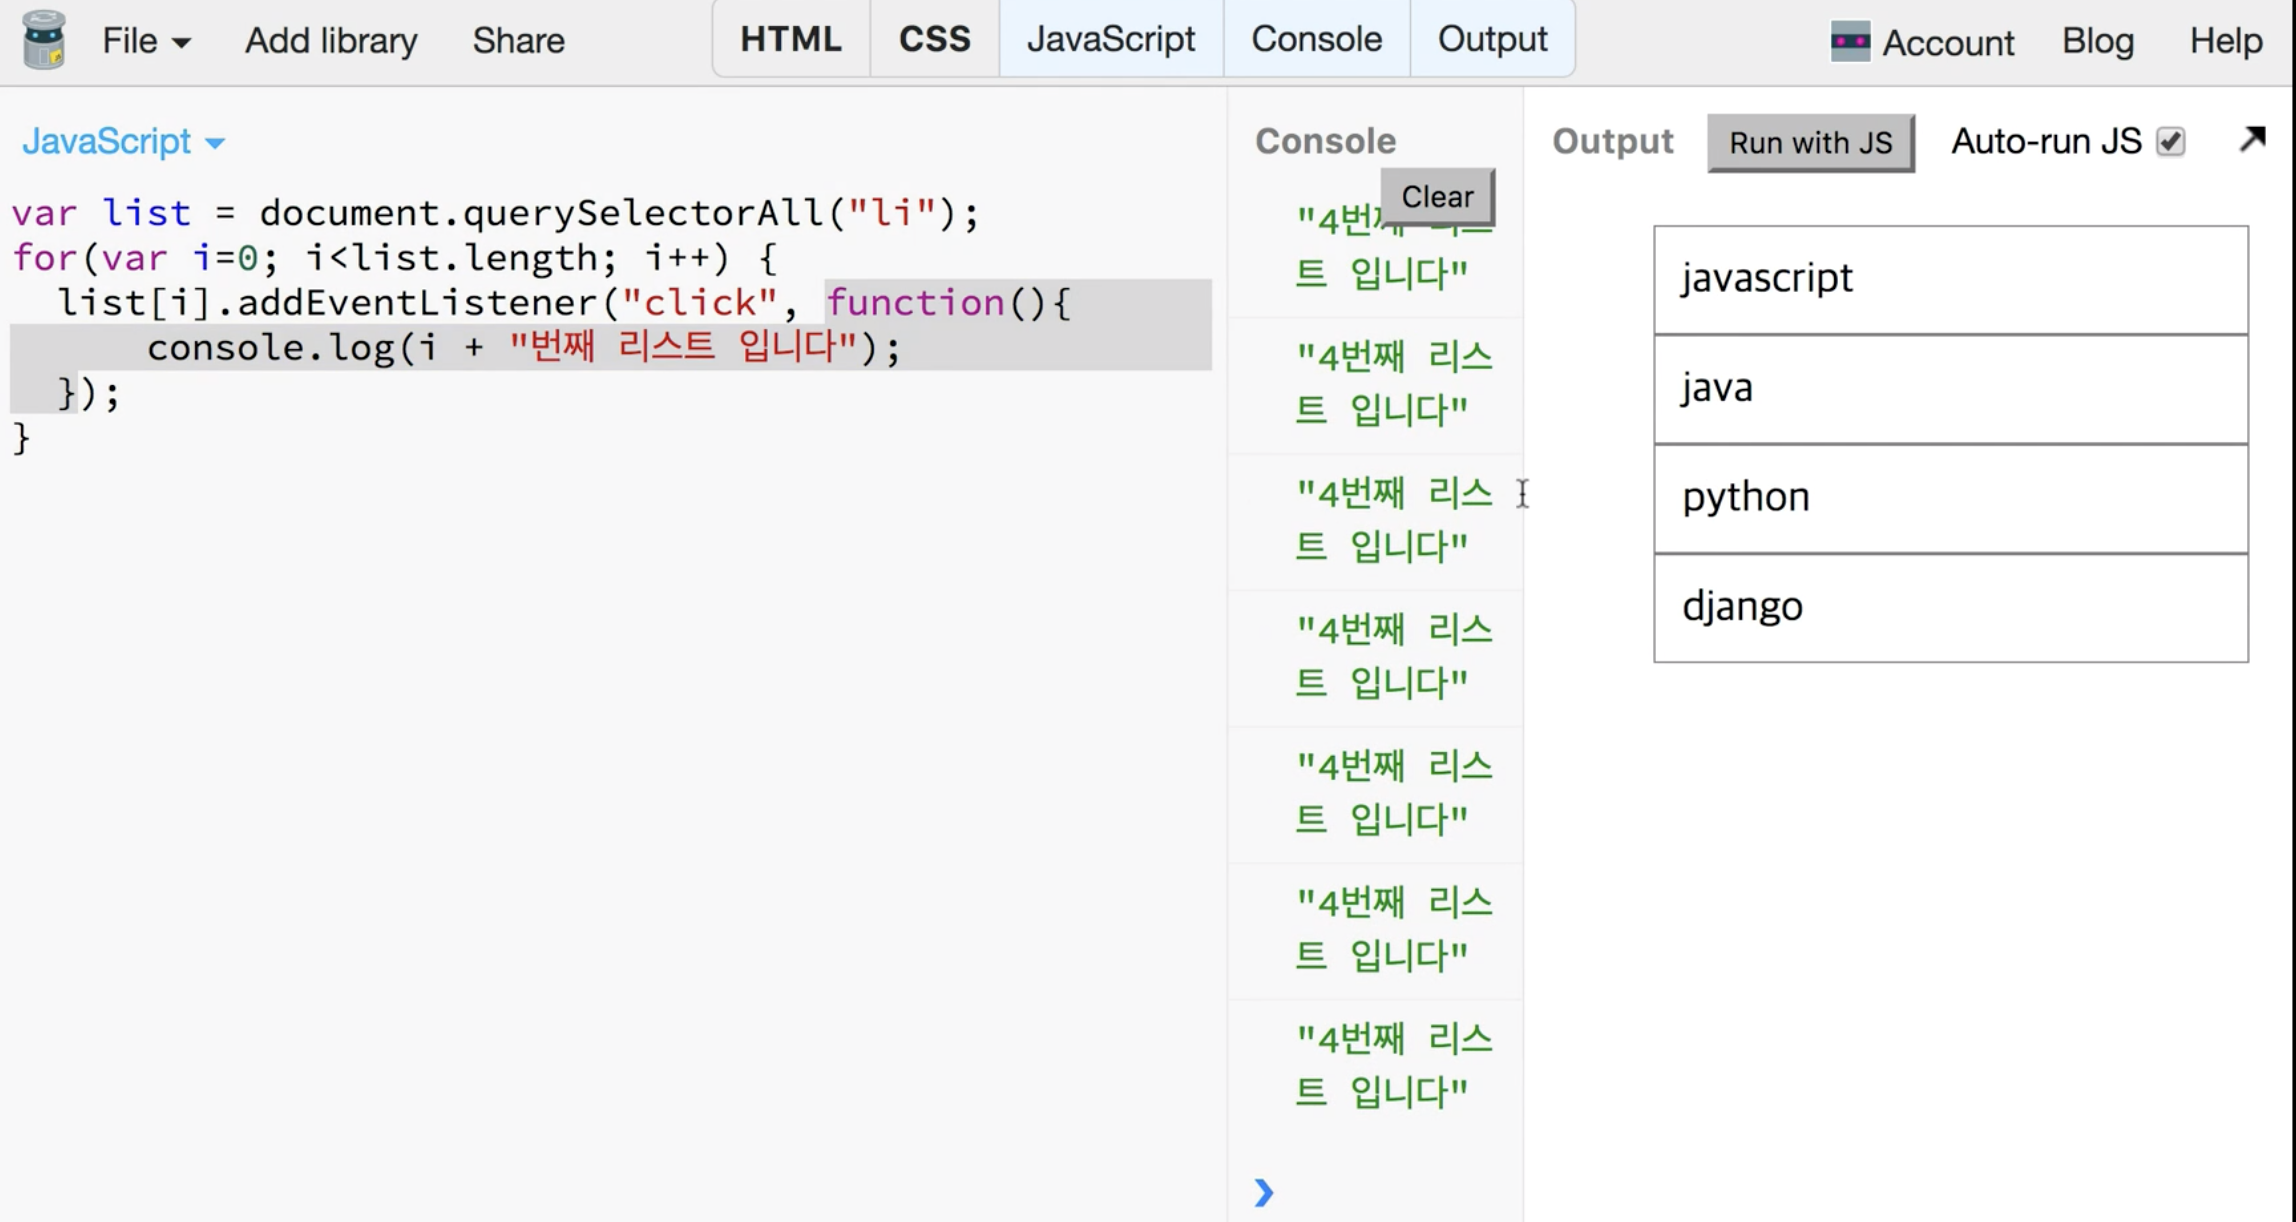 File Add library Share HTML CSS JavaScript Console Output Account Blog Help
JavaScript
var list = document.querySelectorAll("li");
for(var i=0; i<list.length; i++) {
list[i].addEventListener("click", function(){
console.log(i + "번째 리스트 입니다");
});
}
Console
Clear
"4번째 리스
트 입니다"
"4번째 리스
트 입니다"
"4번째 리스
트 입니다"
"4번째 리스
트 입니다"
"4번째 리스
트 입니다"
"4번째 리스
트 입니다"
"4번째 리스
트 입니다"
Output Run with JS Auto-run JS
javascript
java
python
django